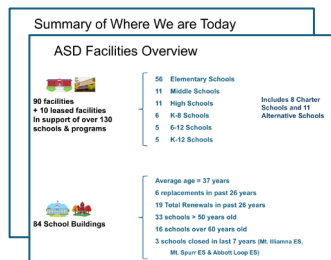 Summary of Where We are Today
ASD Facilities Overview
90 facilities
+ 10 leased facilities
In support of over 130
schools & programs
56 Elementary Schools
11 Middle Schools
11 High Schools
6 K-8 Schools
5 6-12 Schools
5 K-12 Schools
Includes 8 Charter
Schools and 11
Alternative Schools
84 School Buildings
Average age = 37 years
6 replacements in past 26 years
19 Total Renewals in past 26 years
33 schools > 50 years old
16 schools over 60 years old
3 schools closed in last 7 years (Mt. Illiamna ES,
Mt. Spurr ES & Abbott Loop ES)